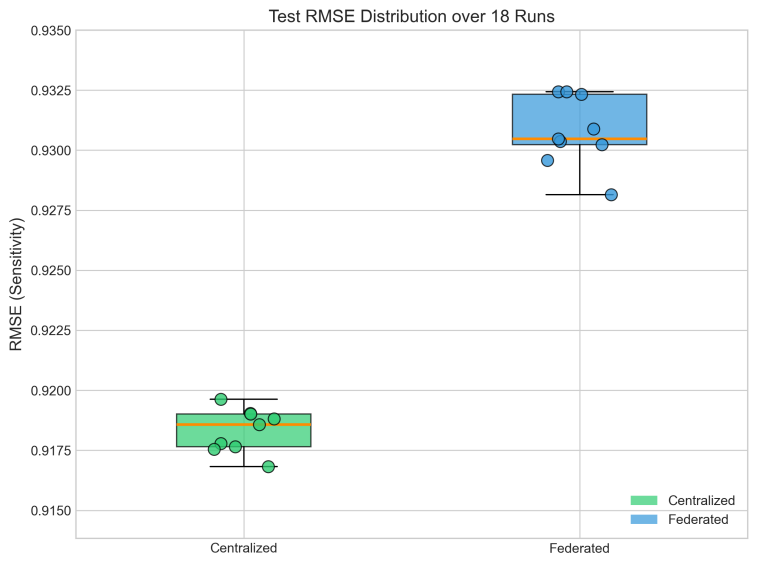 Test RMSE Distribution over 18 Runs
RMSE (Sensitivity)
0.9350
0.9325
0.9300
0.9275
0.9250
0.9225
0.9200
0.9175
0.9150
Centralized
Federated
Centralized
Federated